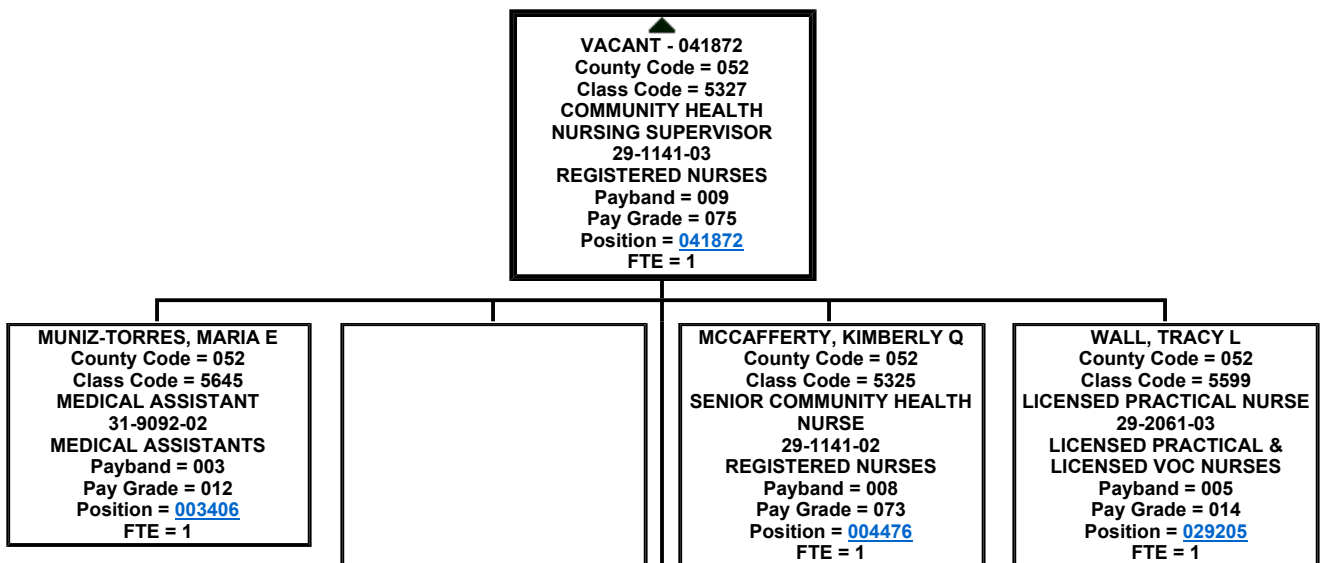 VACANT - 041872
County Code = 052
Class Code = 5327
COMMUNITY HEALTH
NURSING SUPERVISOR
29-1141-03
REGISTERED NURSES
Payband = 009
Pay Grade = 075
Position = 041872
FTE = 1
MUNIZ-TORRES, MARIA E
County Code = 052
Class Code = 5645
MEDICAL ASSISTANT
31-9092-02
MEDICAL ASSISTANTS
Payband = 003
Pay Grade = 012
Position = 003406
FTE = 1
MCCAFFERTY, KIMBERLY Q
County Code = 052
Class Code = 5325
SENIOR COMMUNITY HEALTH
NURSE
29-1141-02
REGISTERED NURSES
Payband = 008
Pay Grade = 073
Position = 004476
FTE = 1
WALL, TRACY L
County Code = 052
Class Code = 5599
LICENSED PRACTICAL NURSE
29-2061-03
LICENSED PRACTICAL &
LICENSED VOC NURSES
Payband = 005
Pay Grade = 014
Position = 029205
FTE = 1